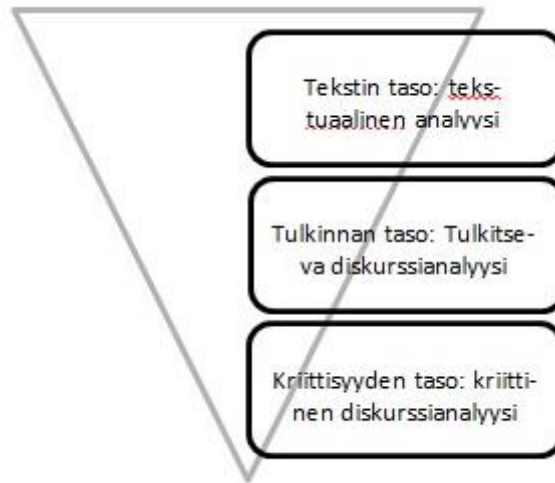 Tekstin taso: teks-
tuaalinen analyysi
Tulkinnan taso: Tulkitse-
va diskurssianalyysi
Kriittisyyden taso: kriitti-
nen diskurssianalyysi